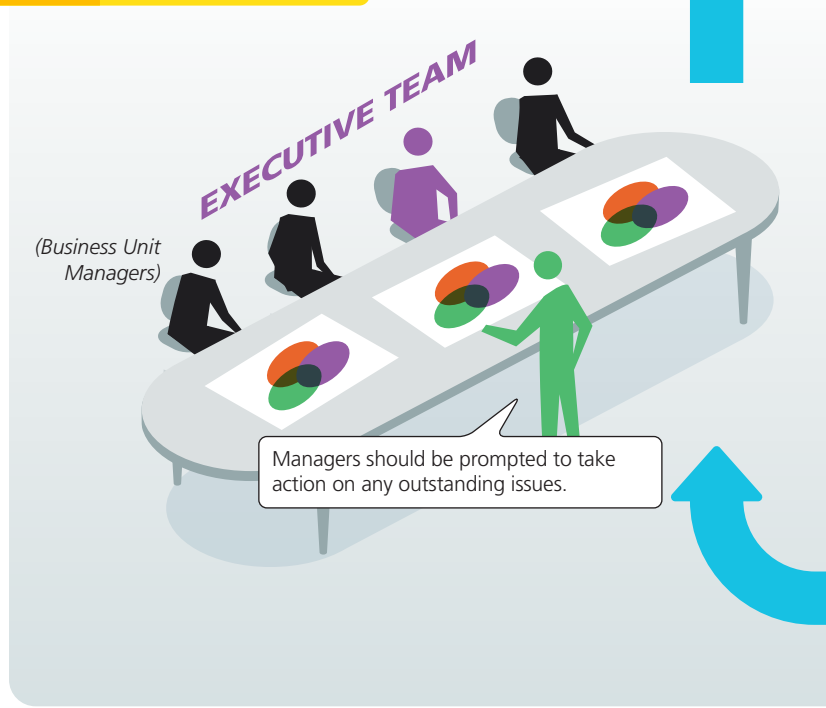 EXECUTIVE TEAM
(Business Unit
Managers)
Managers should be prompted to take
action on any outstanding issues.